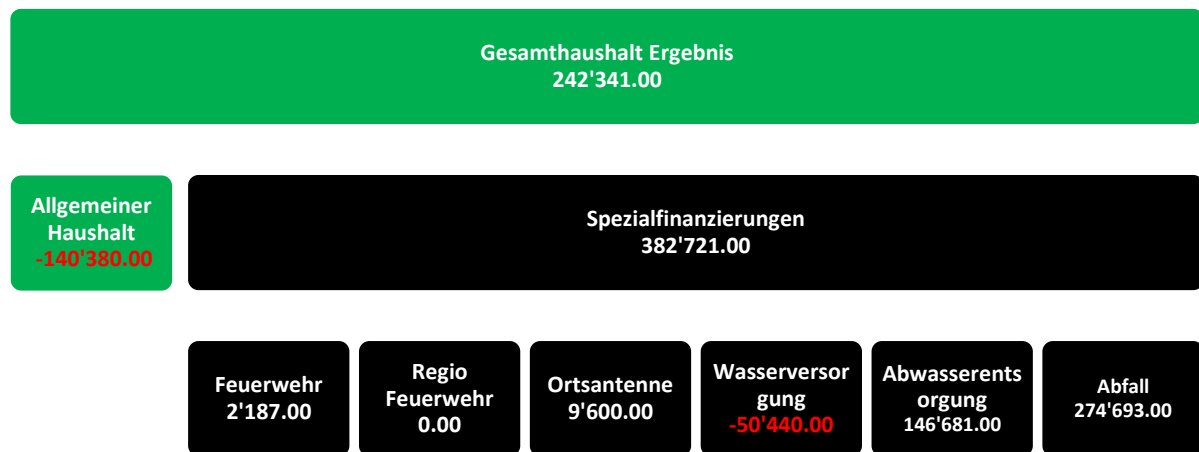 Gesamthaushalt Ergebnis
242'341.00
Allgemeiner
Haushalt
-140'380.00
Spezialfinanzierungen
382'721.00
Feuerwehr
2'187.00
Regio
Feuerwehr
0.00
Ortsantenne
9'600.00
Wasserversor
gung
-50'440.00
Abwasserents
orgung
146'681.00
Abfall
274'693.00